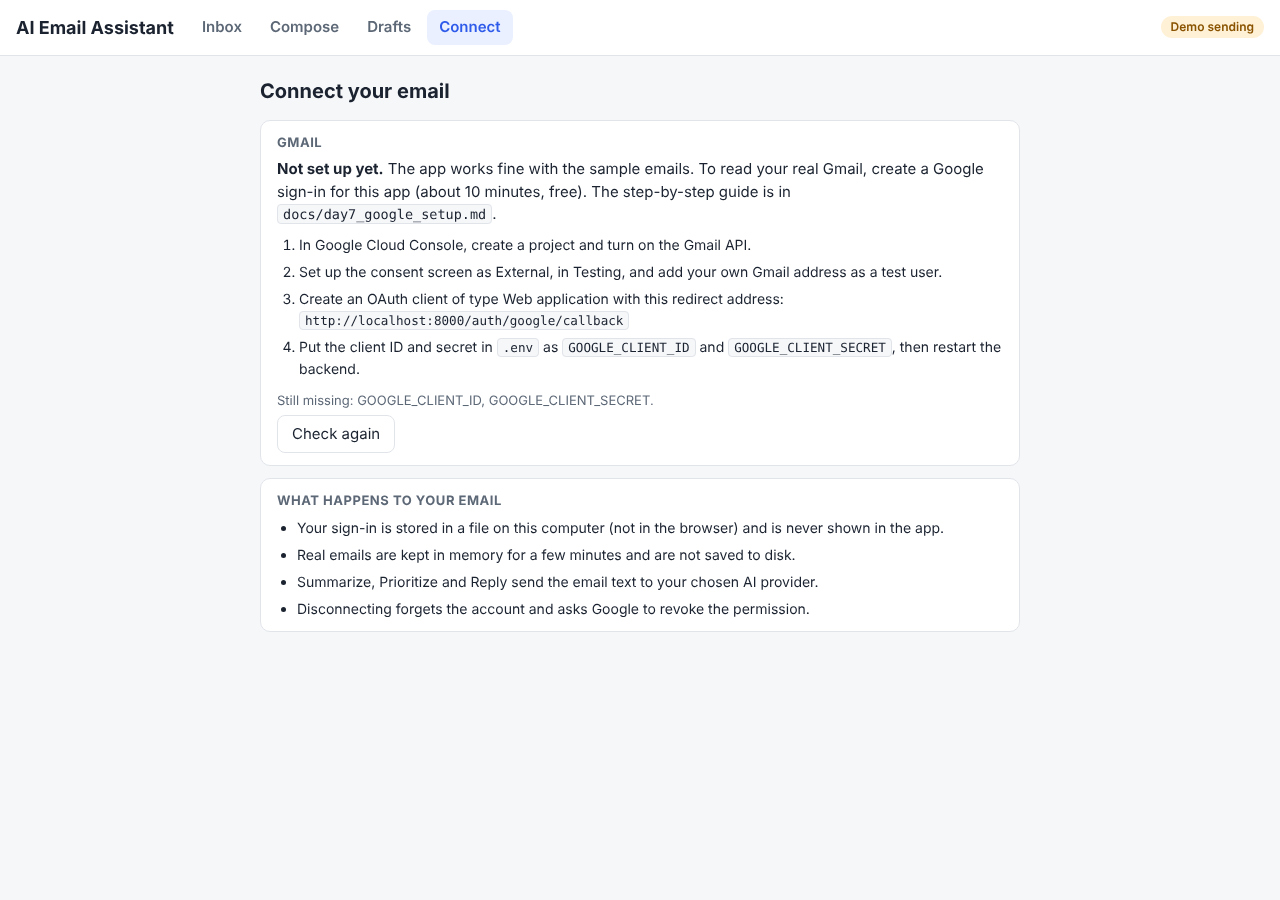 AI Email Assistant
Inbox
Compose
Drafts
Connect
Demo sending
Connect your email
GMAIL
Not set up yet. The app works fine with the sample emails. To read your real Gmail, create a Google
sign-in for this app (about 10 minutes, free). The step-by-step guide is in
docs/day7_google_setup.md.
1. In Google Cloud Console, create a project and turn on the Gmail API.
2. Set up the consent screen as External, in Testing, and add your own Gmail address as a test user.
3. Create an OAuth client of type Web application with this redirect address:
http://localhost:8000/auth/google/callback
4. Put the client ID and secret in .env as GOOGLE_CLIENT_ID and GOOGLE_CLIENT_SECRET, then restart the
backend.
Still missing: GOOGLE_CLIENT_ID, GOOGLE_CLIENT_SECRET.
Check again
WHAT HAPPENS TO YOUR EMAIL
• Your sign-in is stored in a file on this computer (not in the browser) and is never shown in the app.
• Real emails are kept in memory for a few minutes and are not saved to disk.
• Summarize, Prioritize and Reply send the email text to your chosen AI provider.
• Disconnecting forgets the account and asks Google to revoke the permission.